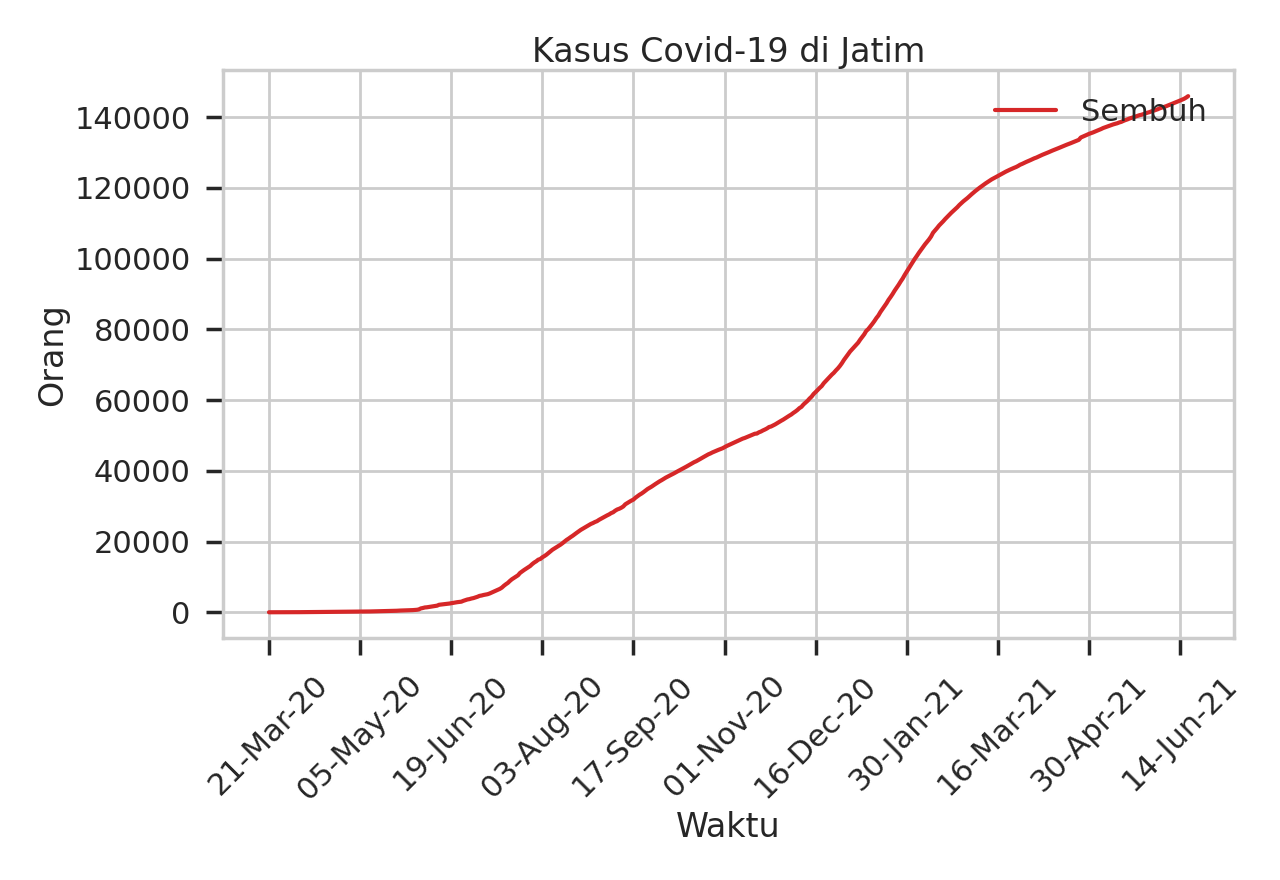 Kasus Covid-19 di Jatim
Sembuh
Orang
140000
120000
100000
80000
60000
40000
20000
0
21-Mar-20
05-May-20
19-Jun-20
03-Aug-20
17-Sep-20
01-Nov-20
16-Dec-20
30-Jan-21
16-Mar-21
30-Apr-21
14-Jun-21
Waktu